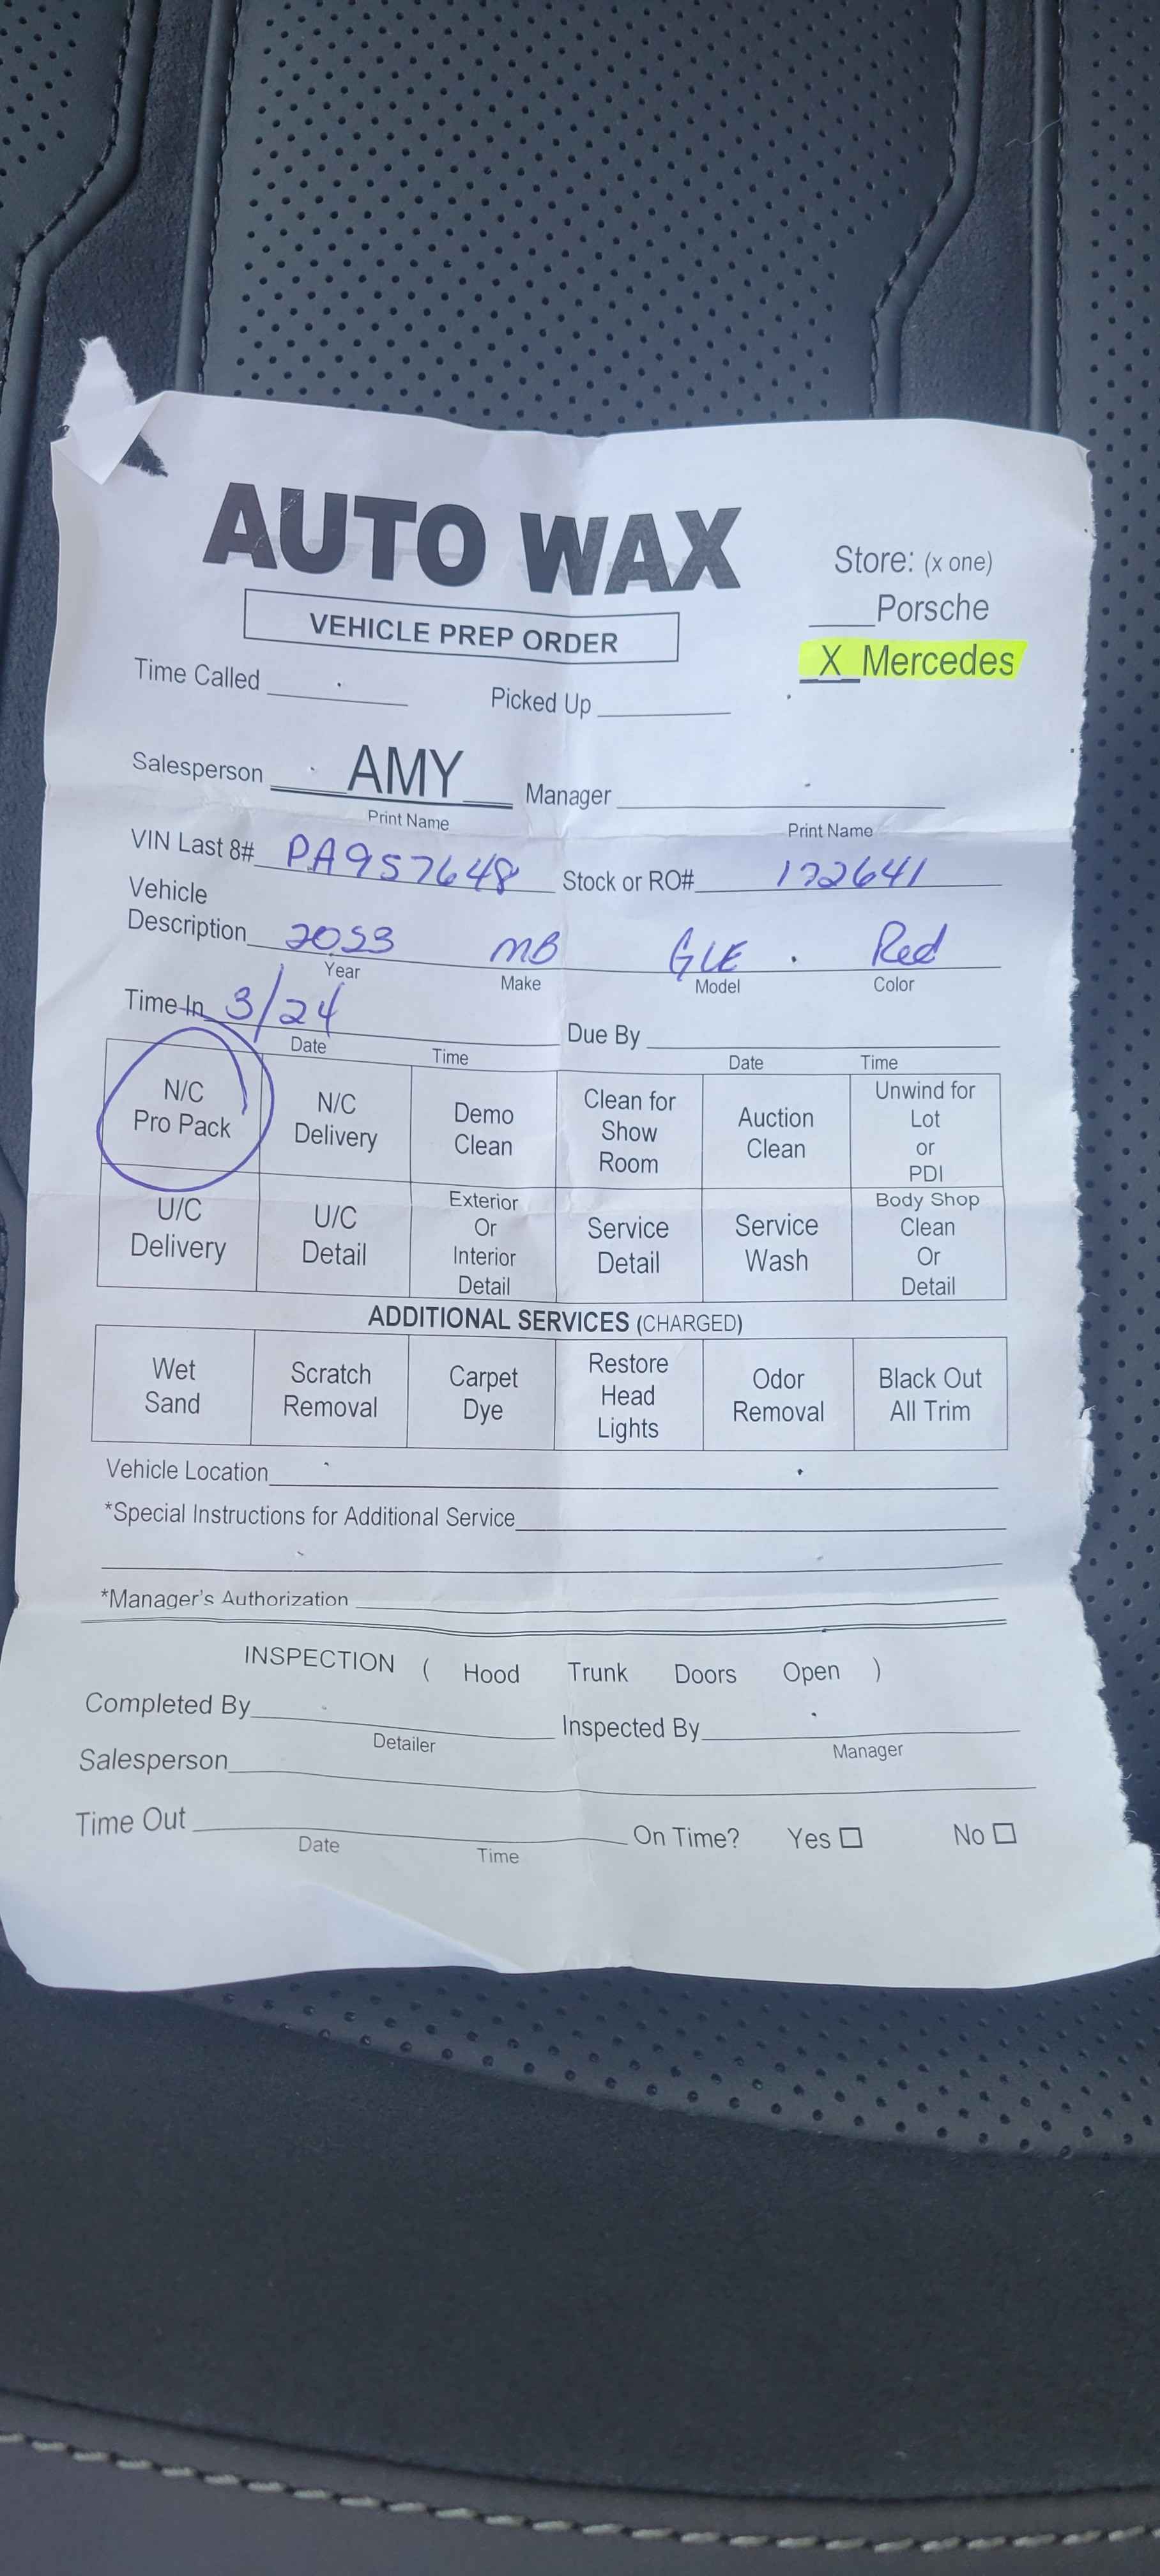 AUTO WAX
Store: (x one)
VEHICLE PREP ORDER
___Porsche
X Mercedes
Time Called
Picked Up
Salesperson AMY Manager
Print Name Print Name
VIN Last 8# PA957648 Stock or RO# 172641
Vehicle
Description 2023 MB GLE Red
Year Make Model Color
Time In 3/24 Due By
Date Time Date Time
N/C Pro Pack
N/C Delivery
Demo Clean
Clean for Show Room
Auction Clean
Unwind for Lot or PDI
U/C Delivery
U/C Detail
Exterior Or Interior Detail
Service Detail
Service Wash
Body Shop Clean Or Detail
ADDITIONAL SERVICES (CHARGED)
Wet Sand
Scratch Removal
Carpet Dye
Restore Head Lights
Odor Removal
Black Out All Trim
Vehicle Location
*Special Instructions for Additional Service
*Manager's Authorization
INSPECTION ( Hood Trunk Doors Open )
Completed By Inspected By
Detailer Manager
Salesperson
Time Out On Time? Yes ☐ No ☐
Date Time